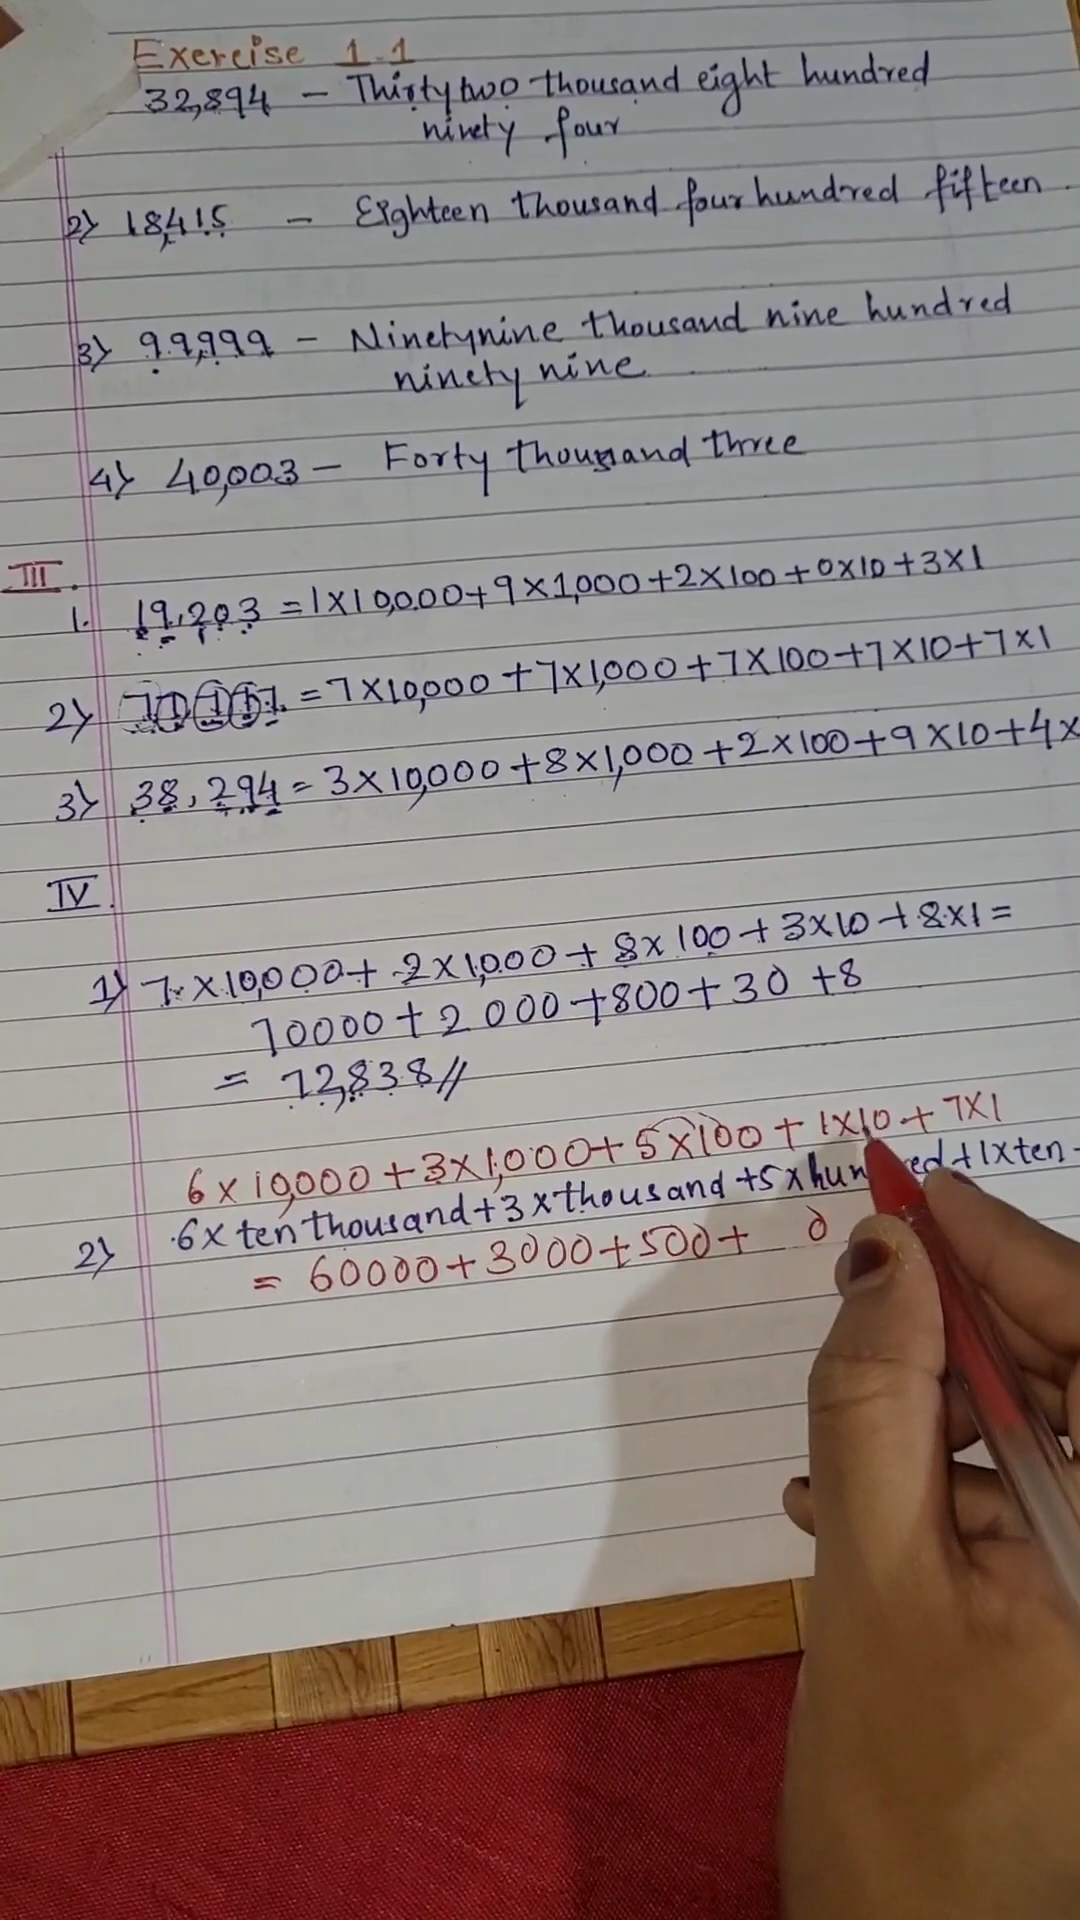 Exercise 1.1
32,894 - Thirty two thousand eight hundred
ninety four
2) 18,415 - Eighteen thousand four hundred fifteen.
3) 99,999 - Ninetynine thousand nine hundred
ninety nine
4) 40,003 - Forty thousand three
III.
1. 19,203 = 1×10,000+9×1,000+2×100+0×10+3×1
2) = 7×10,000+7×1,000+7×100+7×10+7×1
3) 38,294 = 3×10,000+8×1,000+2×100+9×10+4×
IV.
1) 7×10,000+2×1,000+8×100+3×10+8×1=
70000+2000+800+30+8
= 72,838//
6×10,000+3×1,000+5×100+1×10+7×1
2) 6×ten thousand+3×thousand+5×hun ed+1×ten
= 60000+3000+500+ 0